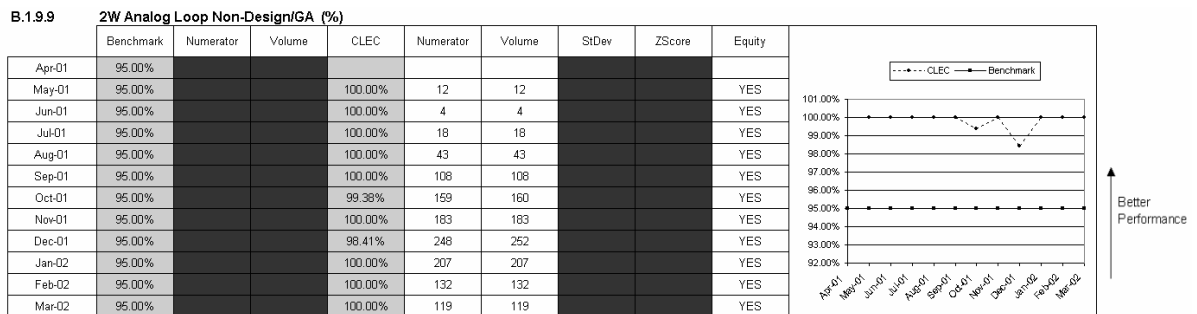 B.1.9.9 2W Analog Loop Non-Design/GA (%)
Benchmark Numerator Volume CLEC Numerator Volume StDev ZScore Equity
Apr-01 95.00%
May-01 95.00% 100.00% 12 12 YES
Jun-01 95.00% 100.00% 4 4 YES
Jul-01 95.00% 100.00% 18 18 YES
Aug-01 95.00% 100.00% 43 43 YES
Sep-01 95.00% 100.00% 108 108 YES
Oct-01 95.00% 99.38% 159 160 YES
Nov-01 95.00% 100.00% 183 183 YES
Dec-01 95.00% 98.41% 248 252 YES
Jan-02 95.00% 100.00% 207 207 YES
Feb-02 95.00% 100.00% 132 132 YES
Mar-02 95.00% 100.00% 119 119 YES
CLEC Benchmark
101.00%
100.00%
99.00%
98.00%
97.00%
96.00%
95.00%
94.00%
93.00%
92.00%
Apr-01 May-01 Jun-01 Jul-01 Aug-01 Sep-01 Oct-01 Nov-01 Dec-01 Jan-02 Feb-02 Mar-02
Better
Performance